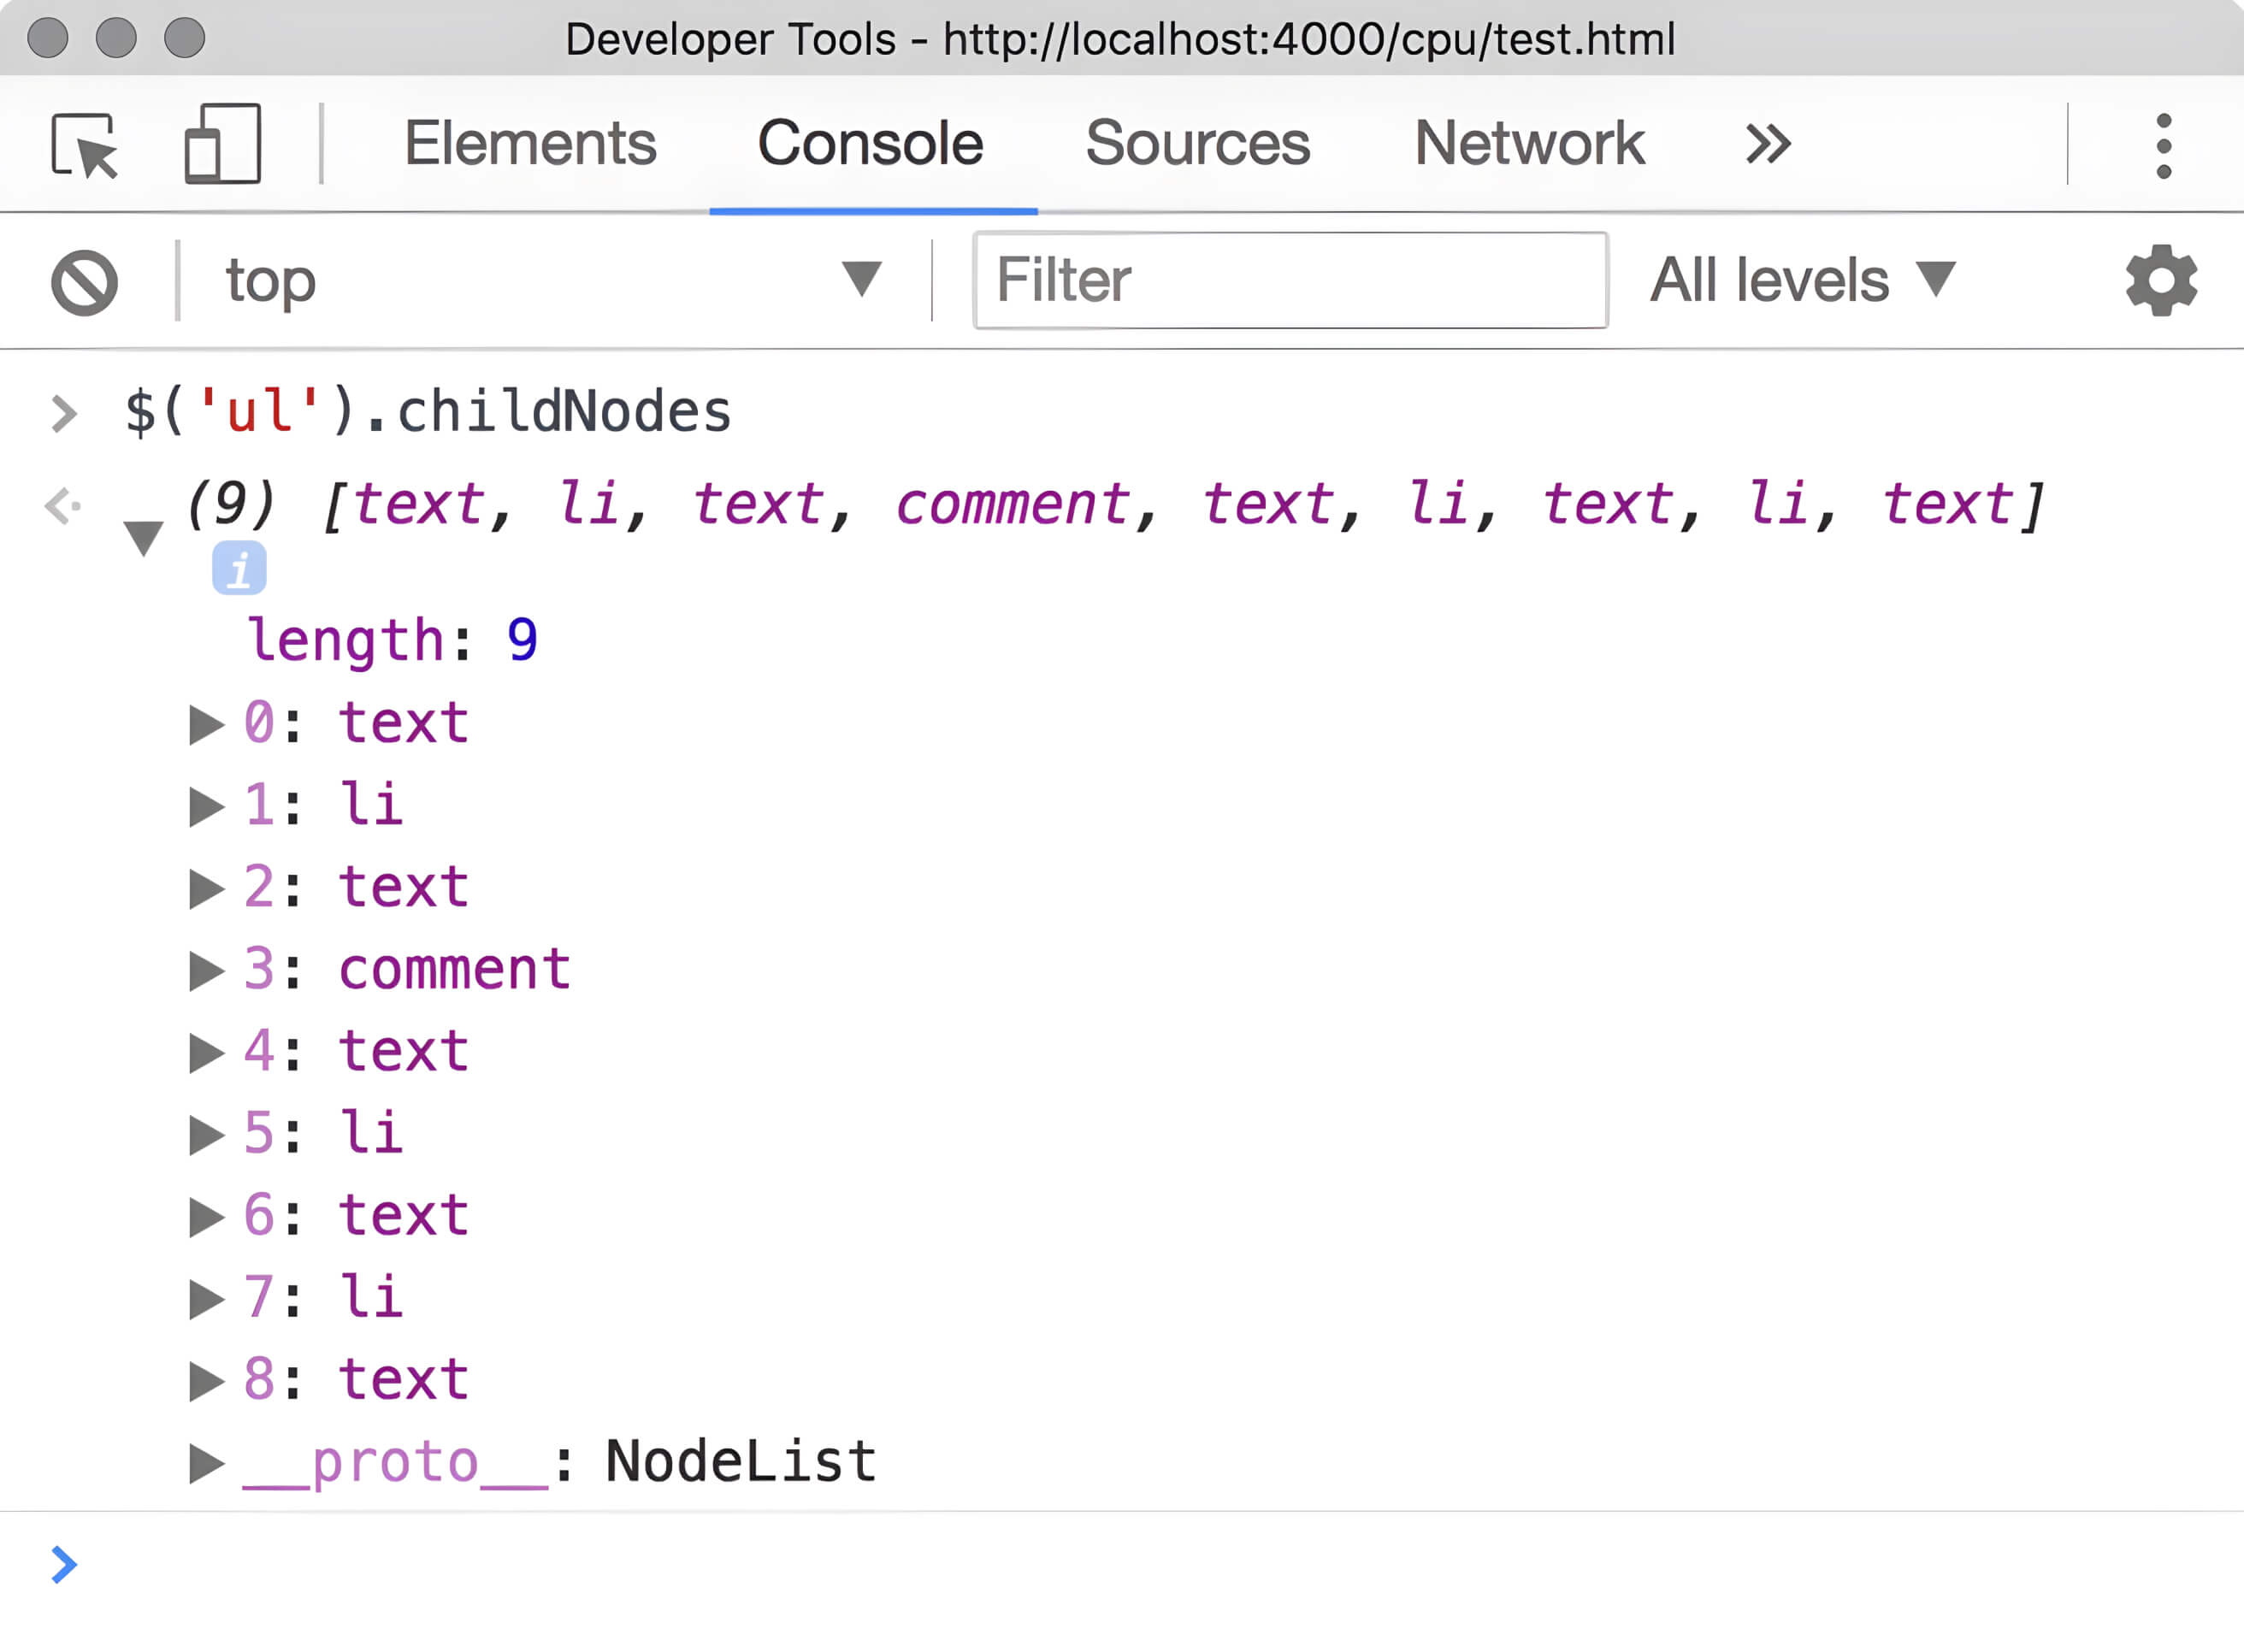 Developer Tools - http://localhost:4000/cpu/test.html
Elements Console Sources Network »
top ▼ Filter All levels ▼
> $('ul').childNodes
(9) [text, li, text, comment, text, li, text, li, text]
i
length: 9
▶ 0: text
▶ 1: li
▶ 2: text
▶ 3: comment
▶ 4: text
▶ 5: li
▶ 6: text
▶ 7: li
▶ 8: text
▶ __proto__: NodeList
>